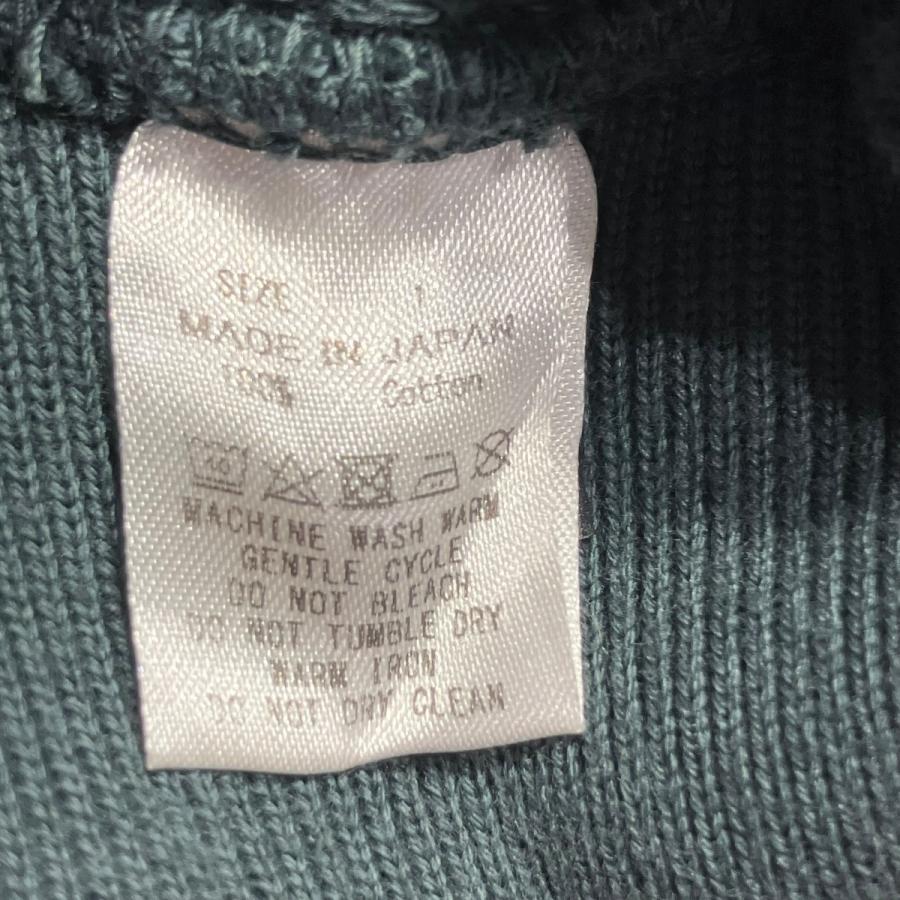 SIZE 1
MADE IN JAPAN
100% Cotton
40
MACHINE WASH WARM
GENTLE CYCLE
DO NOT BLEACH
DO NOT TUMBLE DRY
WARM IRON
DO NOT DRY CLEAN